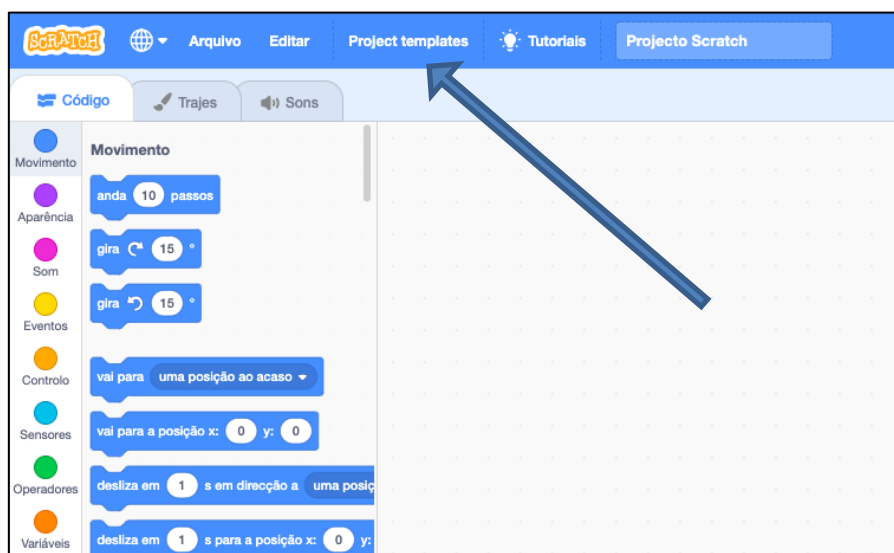 SCRATCH Arquivo Editar Project templates Tutoriais Projecto Scratch
Código Trajes Sons
Movimento
Aparência
Som
Eventos
Controlo
Sensores
Operadores
Variáveis
Movimento
anda 10 passos
gira 15 °
gira 15 °
vai para uma posição ao acaso
vai para a posição x: 0 y: 0
desliza em 1 s em direcção a uma posiç
desliza em 1 s para a posição x: 0 y: